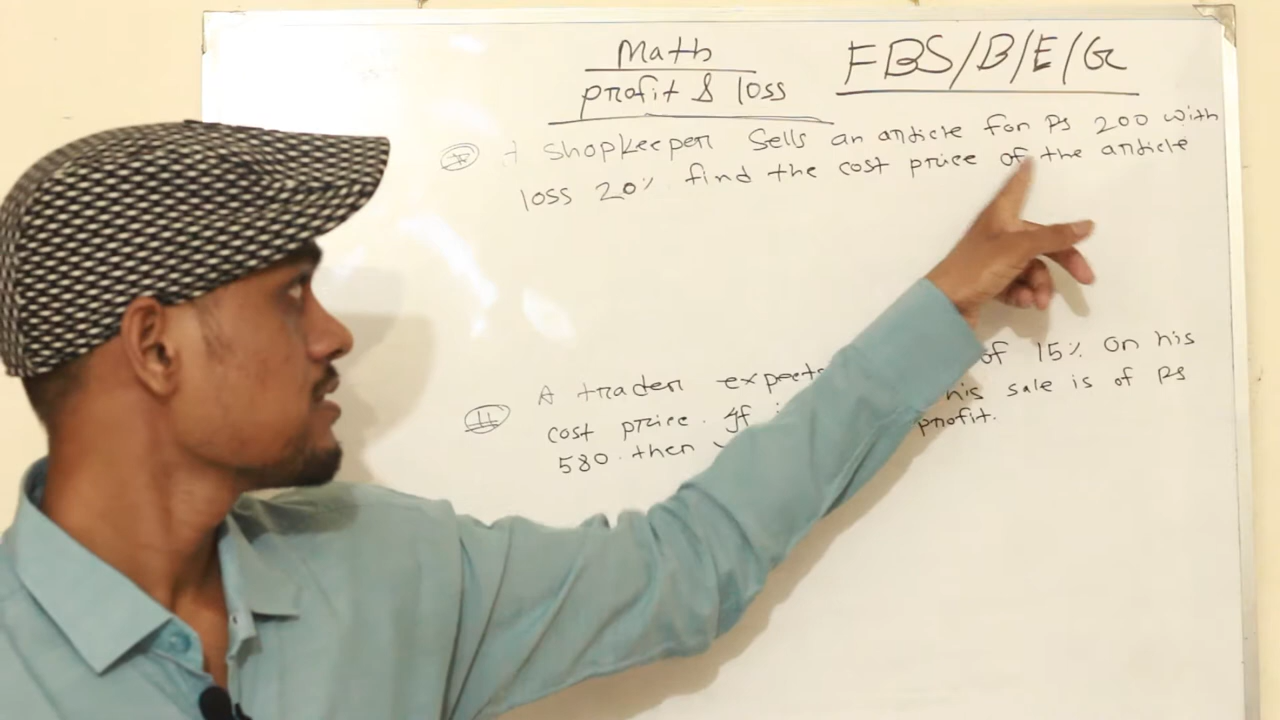 Math
profit & loss
FBS/B/E/G
shopkeeper sells an article for Rs 200 with
loss 20% find the cost price of the article
II
A trader expects of 15% on his
cost price. If his sale is of Rs
580. then profit.